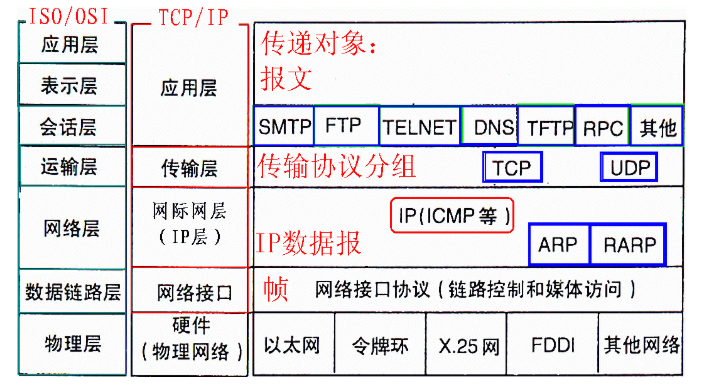 ISO/OSI TCP/IP
应用层 传递对象：
表示层 应用层 报文
会话层 SMTP FTP TELNET DNS TFTP RPC 其他
运输层 传输层 传输协议分组 TCP UDP
网络层 网际网层 IP(ICMP等)
（IP层） IP数据报 ARP RARP
数据链路层 网络接口 帧 网络接口协议（链路控制和媒体访问）
物理层 硬件 以太网 令牌环 X.25网 FDDI 其他网络
（物理网络）